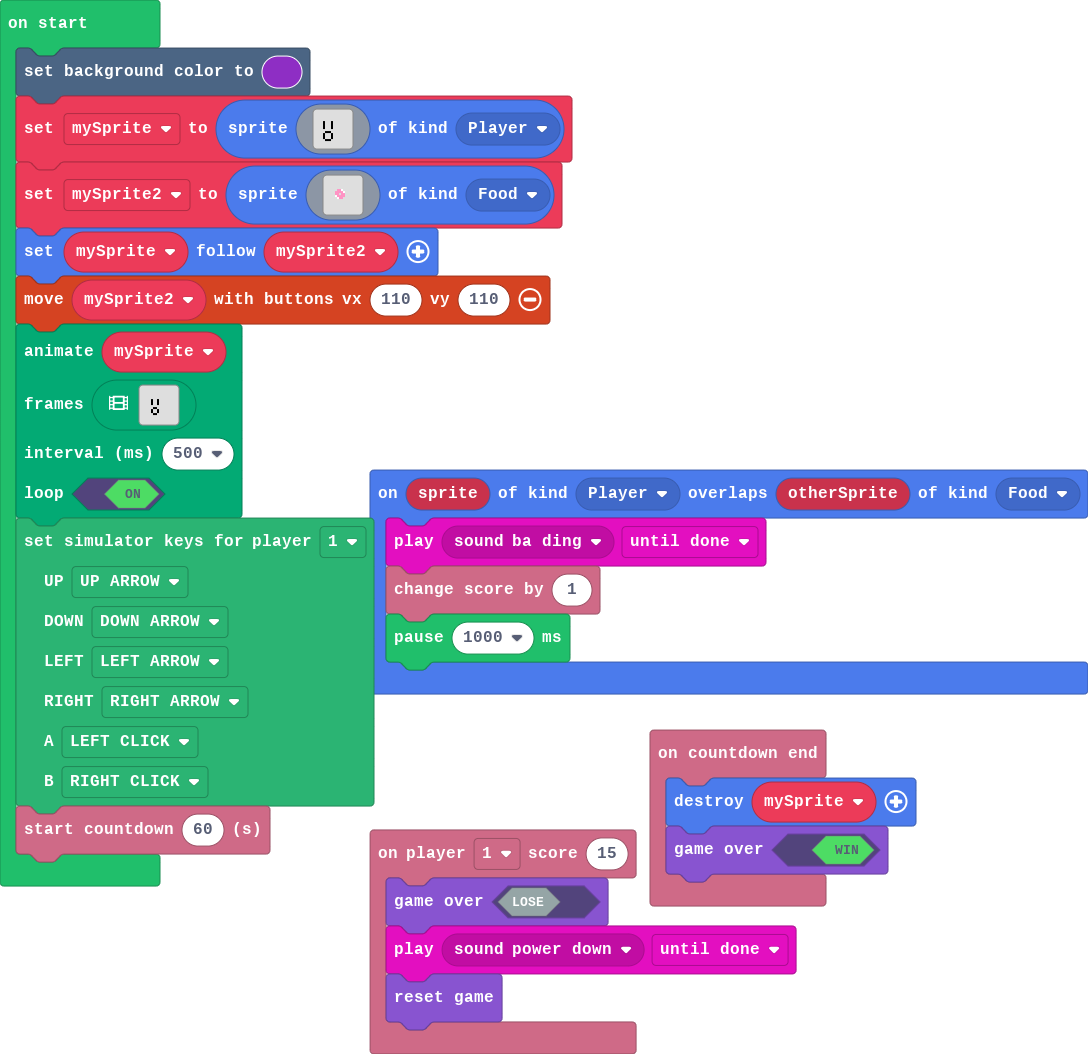 on start
set background color to
set mySprite to sprite of kind Player
set mySprite2 to sprite of kind Food
set mySprite follow mySprite2
move mySprite2 with buttons vx 110 vy 110
animate mySprite
frames
interval (ms) 500
loop ON
set simulator keys for player 1
UP UP ARROW
DOWN DOWN ARROW
LEFT LEFT ARROW
RIGHT RIGHT ARROW
A LEFT CLICK
B RIGHT CLICK
start countdown 60 (s)
on sprite of kind Player overlaps otherSprite of kind Food
play sound ba ding until done
change score by 1
pause 1000 ms
on countdown end
destroy mySprite
game over WIN
on player 1 score 15
game over LOSE
play sound power down until done
reset game